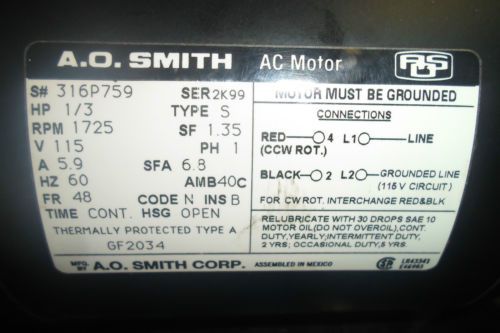 A.O. SMITH AC Motor AOS
S# 316P759 SER 2K99
HP 1/3 TYPE S
RPM 1725 SF 1.35
V 115 PH 1
A 5.9 SFA 6.8
HZ 60 AMB 40C
FR 48 CODE N INS B
TIME CONT. HSG OPEN
THERMALLY PROTECTED TYPE A
GF2034
MOTOR MUST BE GROUNDED
CONNECTIONS
RED 4 L1 LINE
(CCW ROT.)
BLACK 2 L2 GROUNDED LINE
(115 V CIRCUIT)
FOR CW ROT. INTERCHANGE RED&BLK
RELUBRICATE WITH 30 DROPS SAE 10
MOTOR OIL (DO NOT OVEROIL), CONT.
DUTY, YEARLY; INTERMITTENT DUTY,
2 YRS; OCCASIONAL DUTY, 5 YRS.
MFG. BY A.O. SMITH CORP. ASSEMBLED IN MEXICO